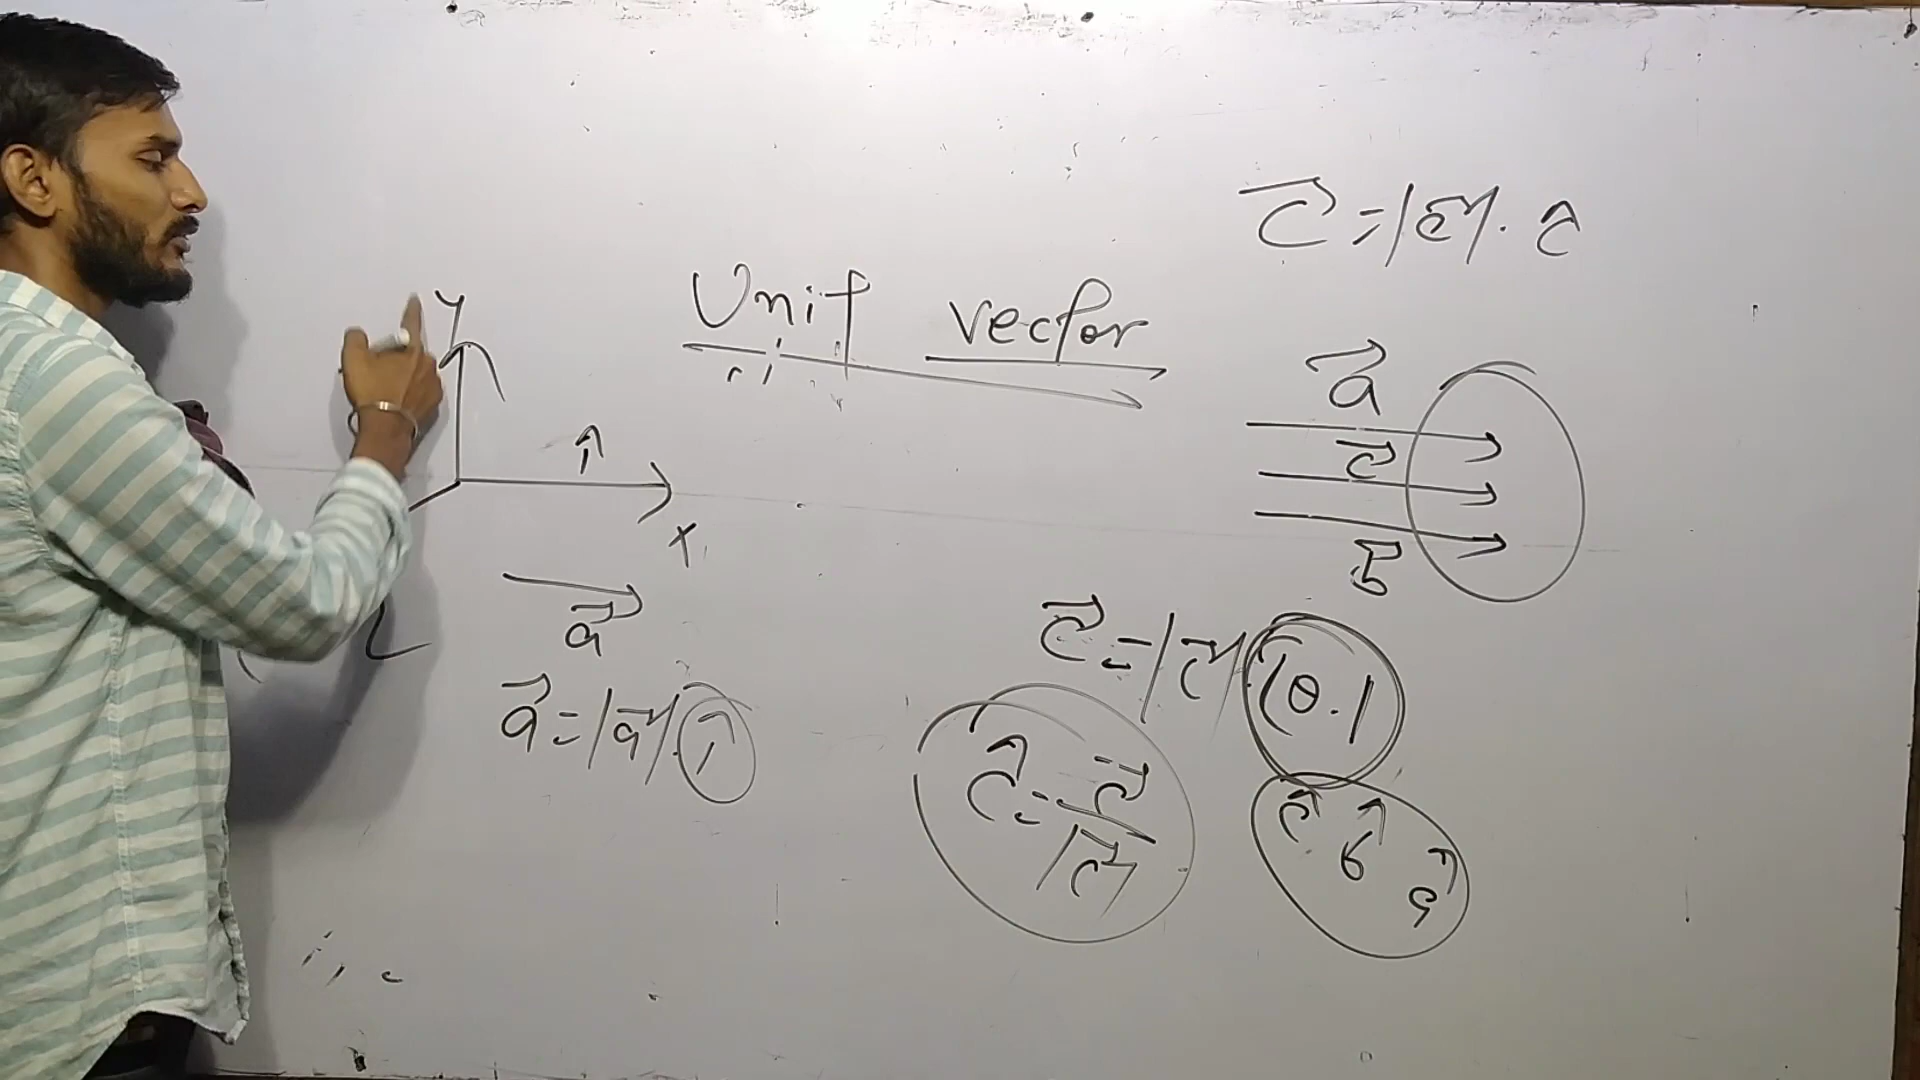 Unit vector
y
î
x
a⃗
a⃗ = |a⃗| . î
c⃗ = |c⃗| . ĉ
a⃗
c⃗
b⃗
c⃗ = |c⃗|
ĉ = c⃗ / |c⃗|
ĉ b̂ â